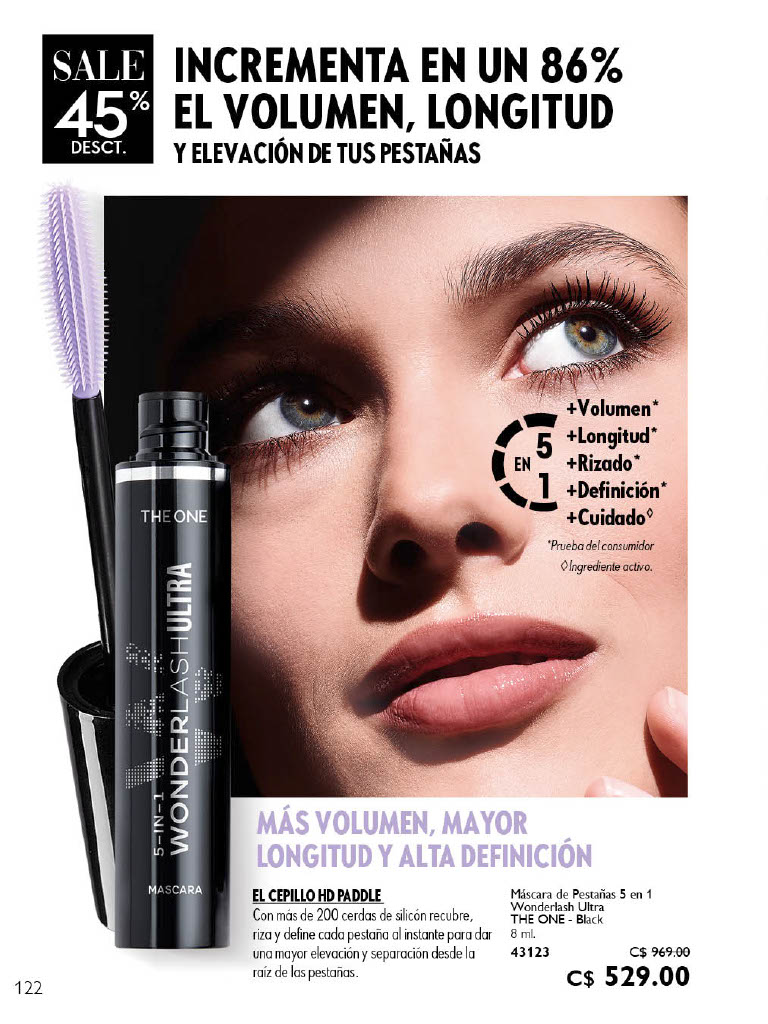 SALE
45%
DESCT.
INCREMENTA EN UN 86%
EL VOLUMEN, LONGITUD
Y ELEVACIÓN DE TUS PESTAÑAS
5
EN
1
+Volumen*
+Longitud*
+Rizado*
+Definición*
+Cuidado◊
*Prueba del consumidor
◊Ingrediente activo.
THE ONE
5-IN-1
WONDERLASH ULTRA
MASCARA
MÁS VOLUMEN, MAYOR
LONGITUD Y ALTA DEFINICIÓN
EL CEPILLO HD PADDLE
Con más de 200 cerdas de silicón recubre,
riza y define cada pestaña al instante para dar
una mayor elevación y separación desde la
raíz de las pestañas.
Máscara de Pestañas 5 en 1
Wonderlash Ultra
THE ONE - Black
8 ml.
43123 C$ 969.00
C$ 529.00
122